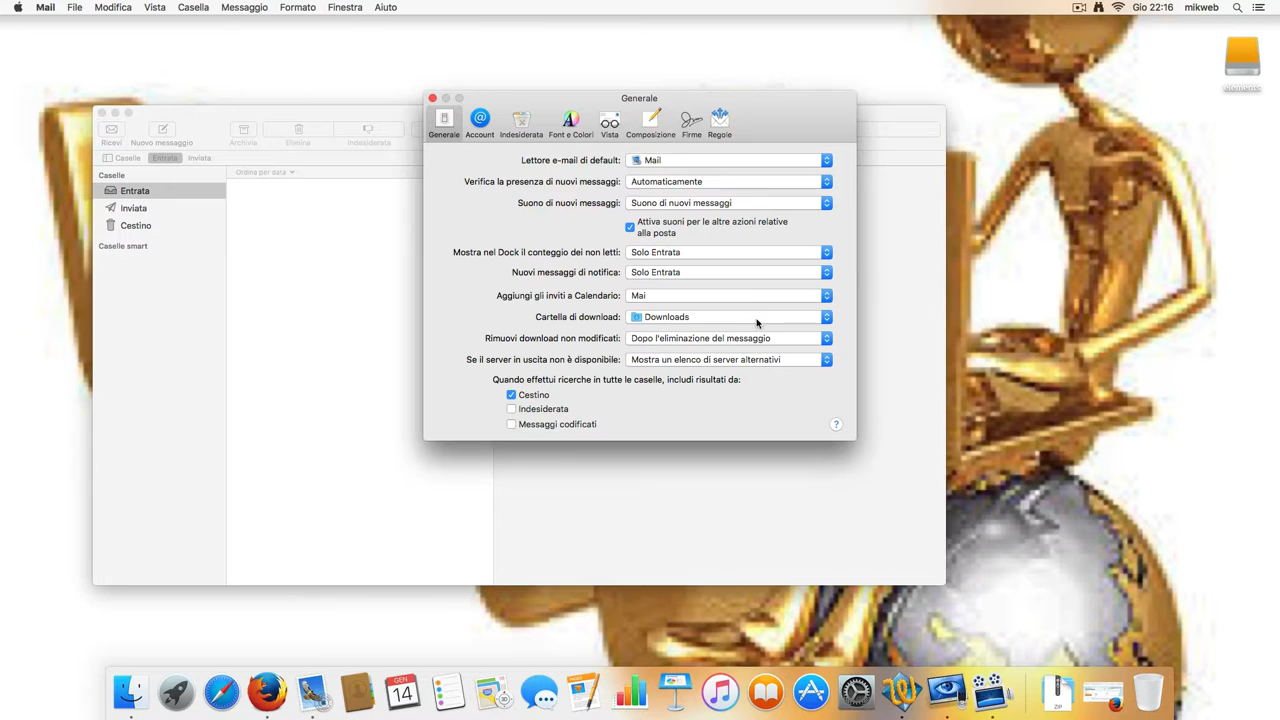 Mail File Modifica Vista Casella Messaggio Formato Finestra Aiuto Gio 22:16 mikweb
elements
Generale
Generale Account Indesiderata Font e Colori Vista Composizione Firme Regole
Ricevi Nuovo messaggio Archivia Elimina Indesiderata
Caselle Entrata Inviata
Ordina per data
Caselle
Entrata
Inviata
Cestino
Caselle smart
Lettore e-mail di default: Mail
Verifica la presenza di nuovi messaggi: Automaticamente
Suono di nuovi messaggi: Suono di nuovi messaggi
Attiva suoni per le altre azioni relative
alla posta
Mostra nel Dock il conteggio dei non letti: Solo Entrata
Nuovi messaggi di notifica: Solo Entrata
Aggiungi gli inviti a Calendario: Mai
Cartella di download: Downloads
Rimuovi download non modificati: Dopo l'eliminazione del messaggio
Se il server in uscita non è disponibile: Mostra un elenco di server alternativi
Quando effettui ricerche in tutte le caselle, includi risultati da:
Cestino
Indesiderata
Messaggi codificati
?
GEN
14
ZIP